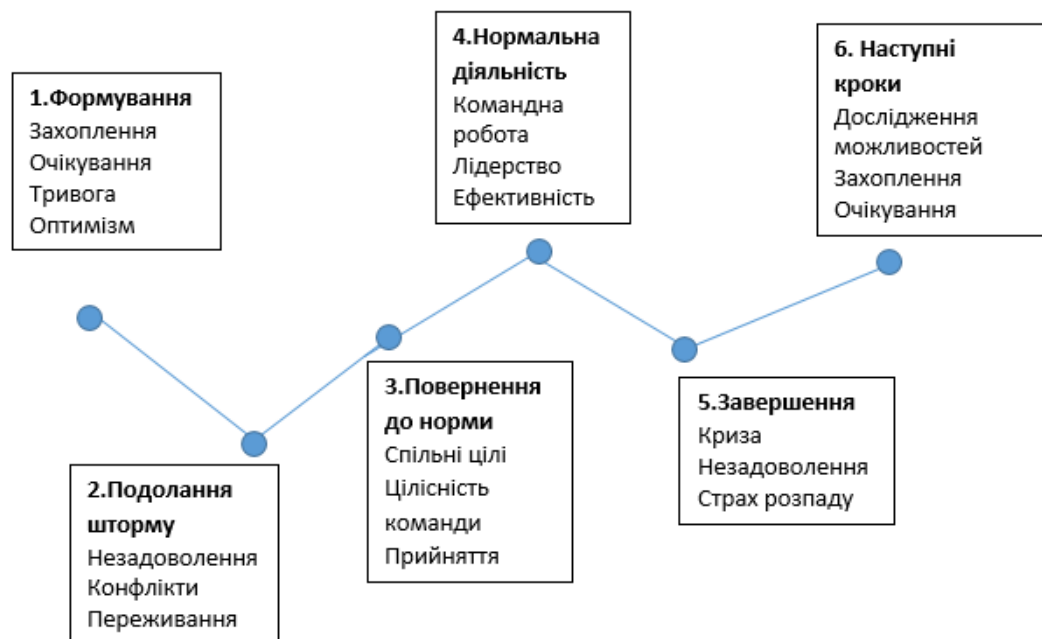 1.Формування
Захоплення
Очікування
Тривога
Оптимізм
2.Подолання
шторму
Незадоволення
Конфлікти
Переживання
3.Повернення
до норми
Спільні цілі
Цілісність
команди
Прийняття
4.Нормальна
діяльність
Командна
робота
Лідерство
Ефективність
5.Завершення
Криза
Незадоволення
Страх розпаду
6. Наступні
кроки
Дослідження
можливостей
Захоплення
Очікування